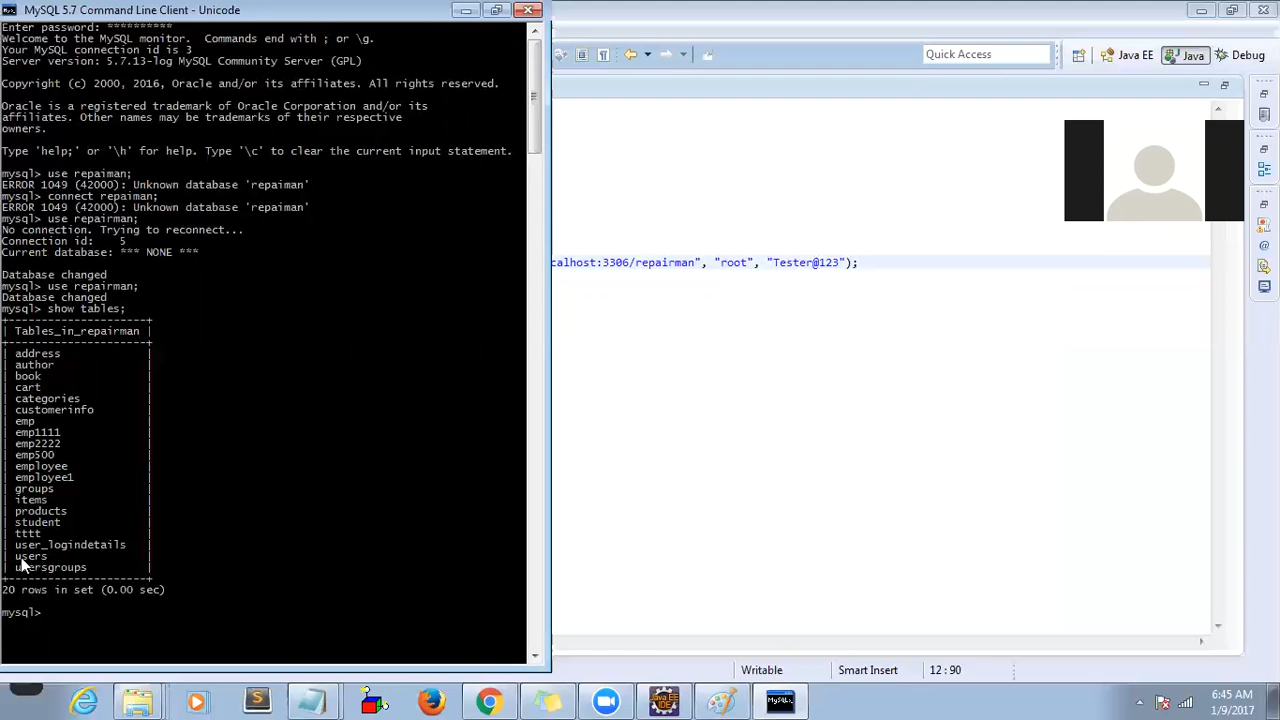 MySQL 5.7 Command Line Client - Unicode
Enter password: **********
Welcome to the MySQL monitor.  Commands end with ; or \g.
Your MySQL connection id is 3
Server version: 5.7.13-log MySQL Community Server (GPL)
Copyright (c) 2000, 2016, Oracle and/or its affiliates. All rights reserved.
Oracle is a registered trademark of Oracle Corporation and/or its
affiliates. Other names may be trademarks of their respective
owners.
Type 'help;' or '\h' for help. Type '\c' to clear the current input statement.
mysql> use repaiman;
ERROR 1049 (42000): Unknown database 'repaiman'
mysql> connect repaiman;
ERROR 1049 (42000): Unknown database 'repaiman'
mysql> use repairman;
No connection. Trying to reconnect...
Connection id:    5
Current database: *** NONE ***
Database changed
mysql> use repairman;
Database changed
mysql> show tables;
+---------------------+
| Tables_in_repairman |
+---------------------+
| address             |
| author              |
| book                |
| cart                |
| categories          |
| customerinfo        |
| emp                 |
| emp1111             |
| emp2222             |
| emp500              |
| employee            |
| employee1           |
| groups              |
| items               |
| products            |
| student             |
| tttt                |
| user_logindetails   |
| users               |
| usersgroups         |
+---------------------+
20 rows in set (0.00 sec)
mysql>
Quick Access
Java EE
Java
Debug
calhost:3306/repairman", "root", "Tester@123");
Writable
Smart Insert
12 : 90
Java EE
IDE
MySQL
6:45 AM
1/9/2017